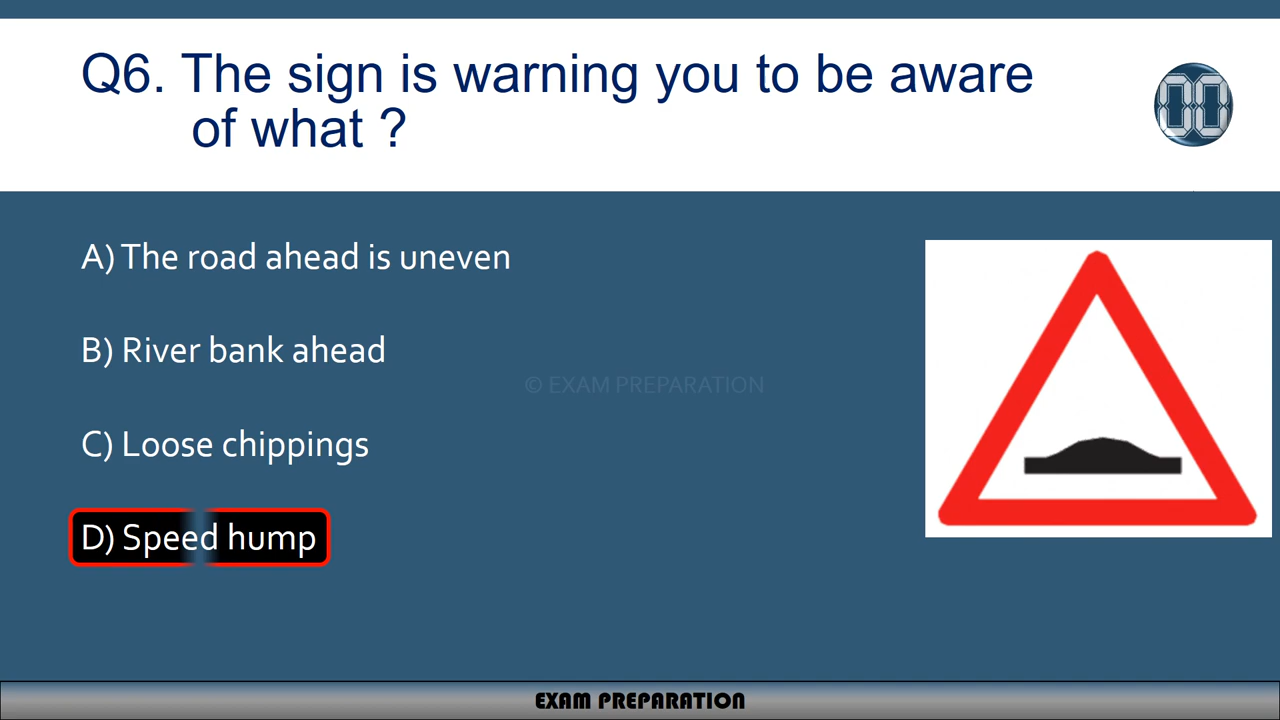 Q6. The sign is warning you to be aware
of what ?
00
A) The road ahead is uneven
B) River bank ahead
© EXAM PREPARATION
C) Loose chippings
D) Speed hump
EXAM PREPARATION